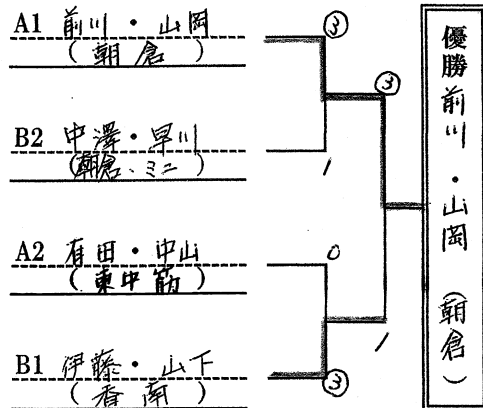 A1 前川・山岡
(朝倉)
③
B2 中澤・早川
(朝倉、ミニ)
1
③
A2 有田・中山
(東中筋)
0
B1 伊藤・山下
(香南)
③
1
優勝 前川・山岡 (朝倉)